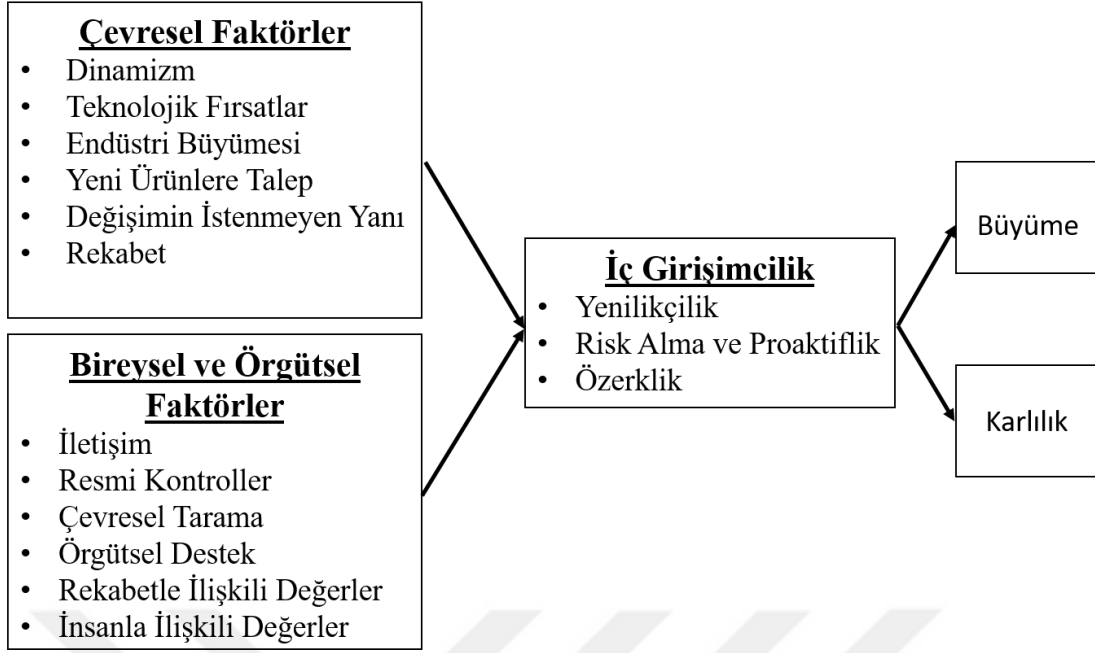 Çevresel Faktörler
• Dinamizm
• Teknolojik Fırsatlar
• Endüstri Büyümesi
• Yeni Ürünlere Talep
• Değişimin İstenmeyen Yanı
• Rekabet
Bireysel ve Örgütsel
Faktörler
• İletişim
• Resmi Kontroller
• Çevresel Tarama
• Örgütsel Destek
• Rekabetle İlişkili Değerler
• İnsanla İlişkili Değerler
İç Girişimcilik
• Yenilikçilik
• Risk Alma ve Proaktiflik
• Özerklik
Büyüme
Karlılık